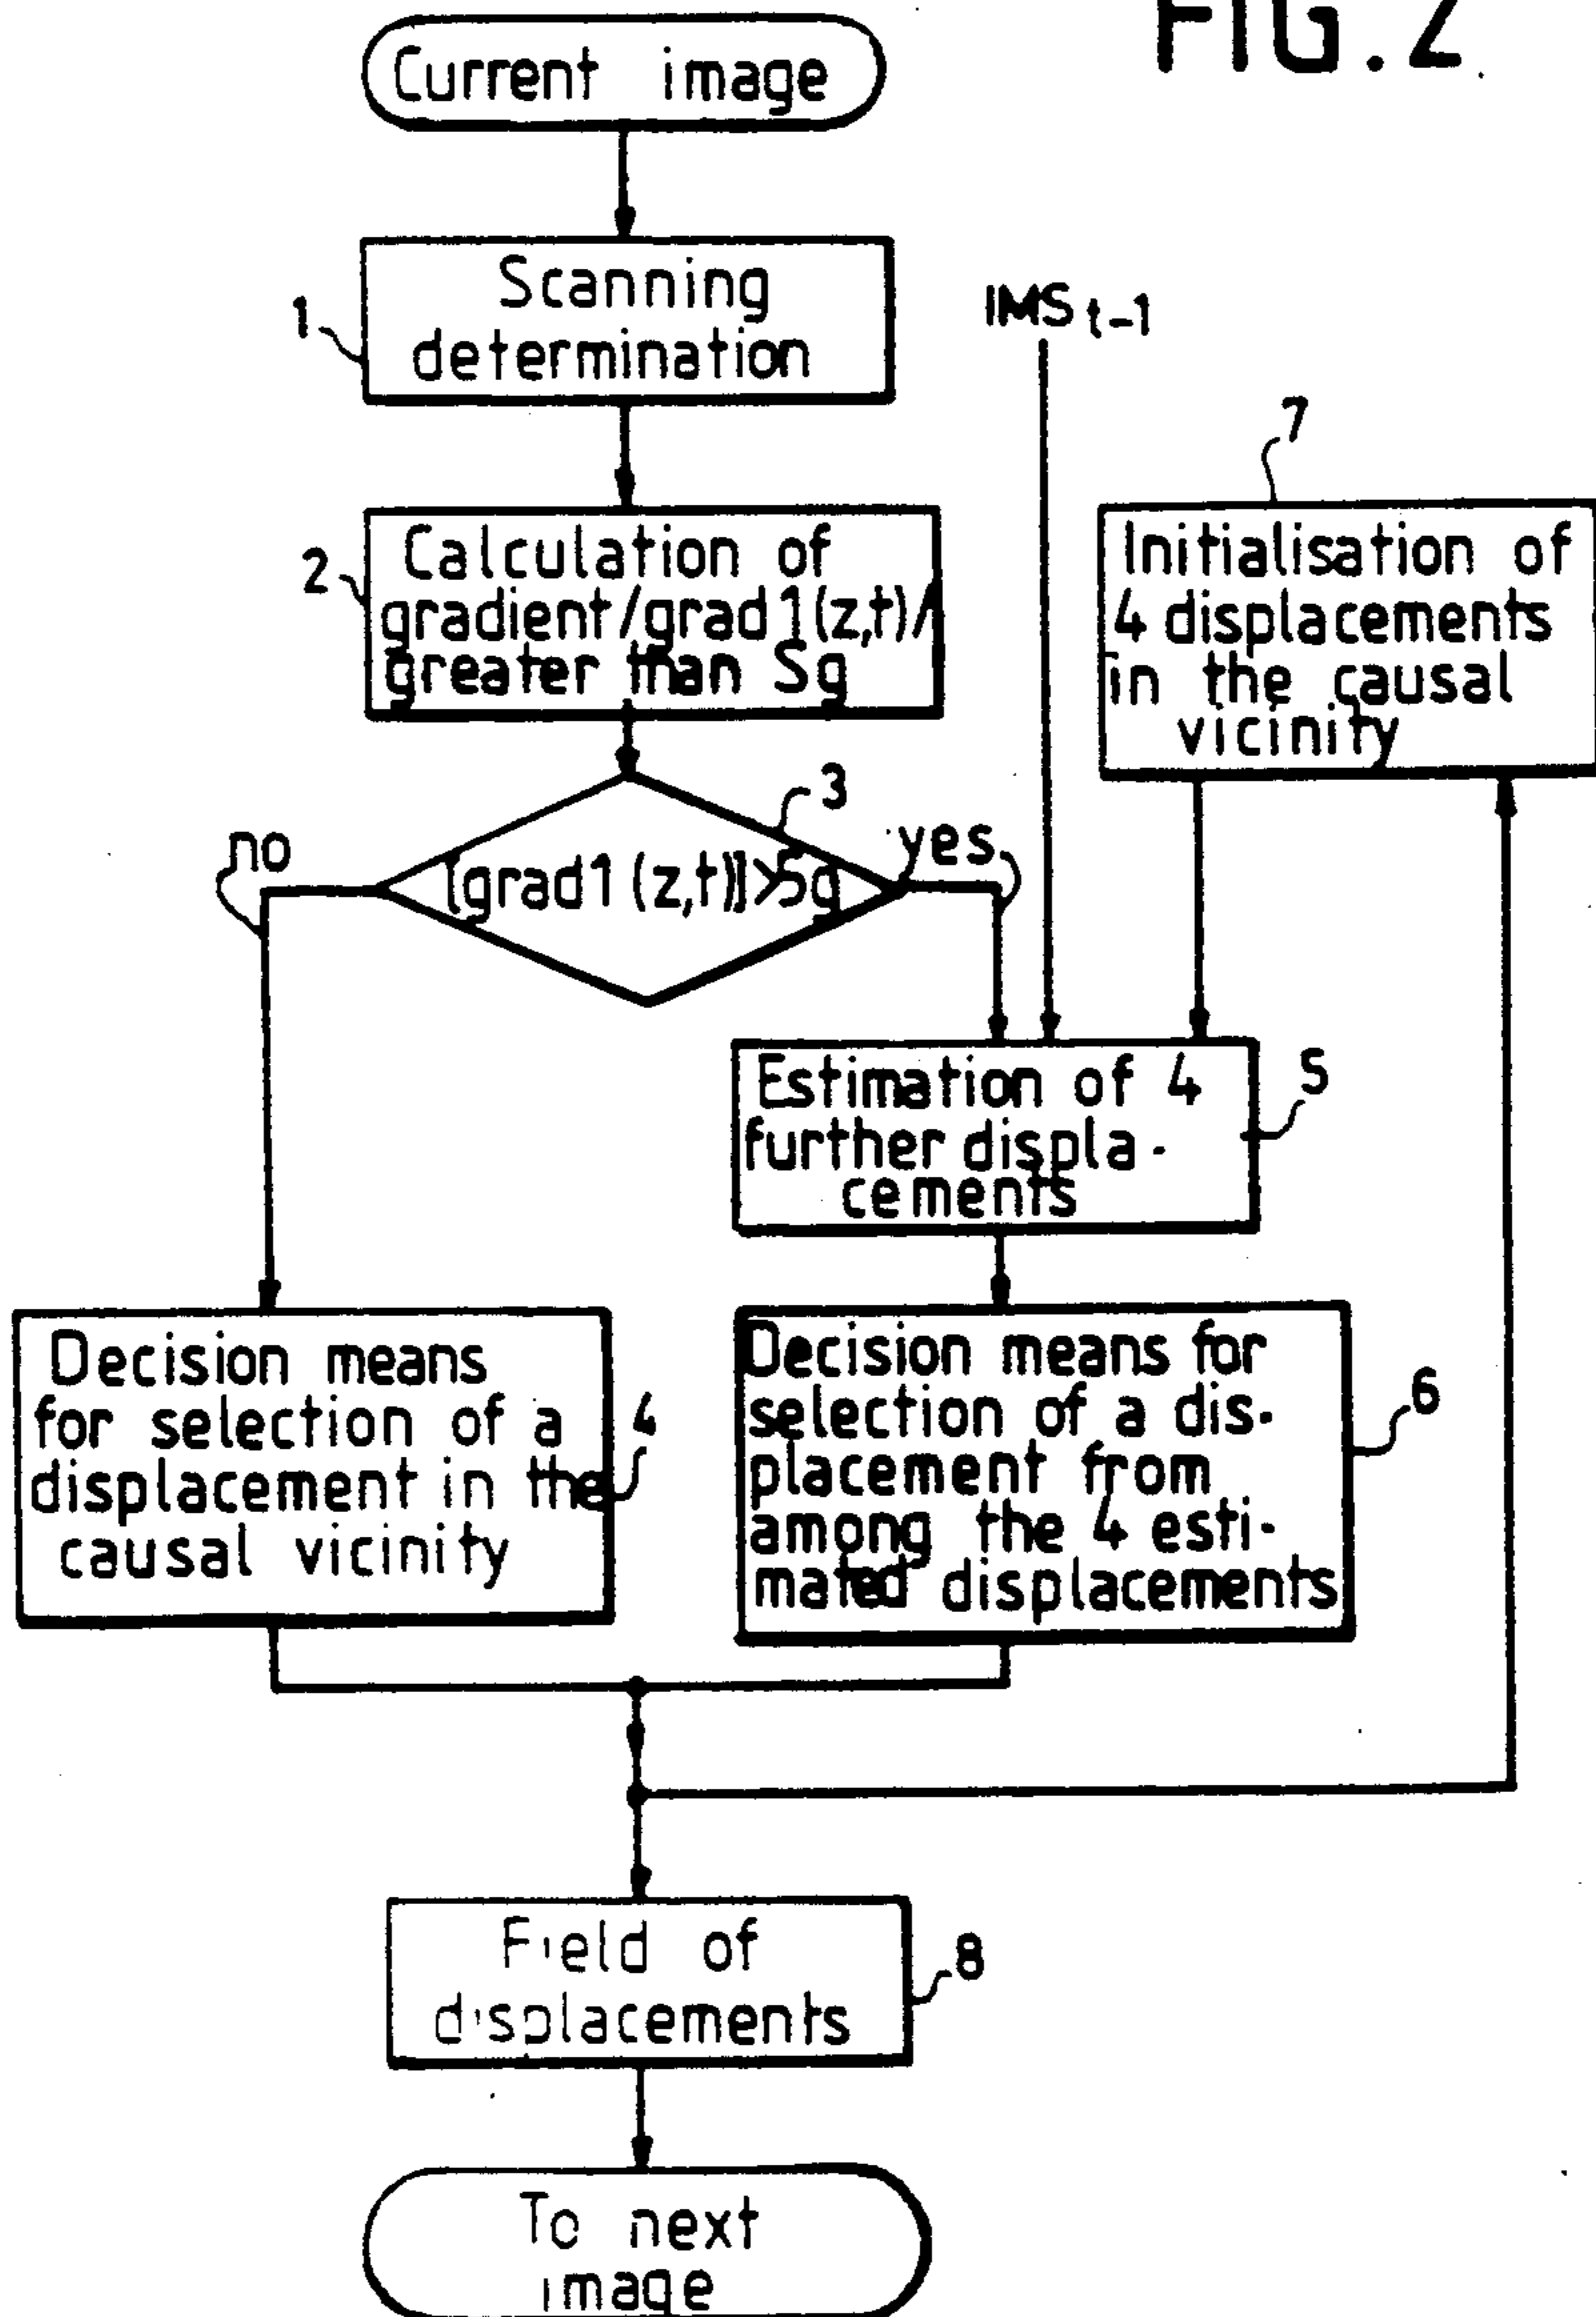 FIG. 2
Current image
1
Scanning
determination
IMS t-1
2
Calculation of
gradient/grad1(z,t)/
greater than Sg
7
Initialisation of
4 displacements
in the causal
vicinity
3
no
[grad1(z,t)]>Sg
yes
Estimation of 4
further displa-
cements
5
Decision means
for selection of a
displacement in the
causal vicinity
4
Decision means for
selection of a dis-
placement from
among the 4 esti-
mated displacements
6
Field of
displacements
8
To next
image